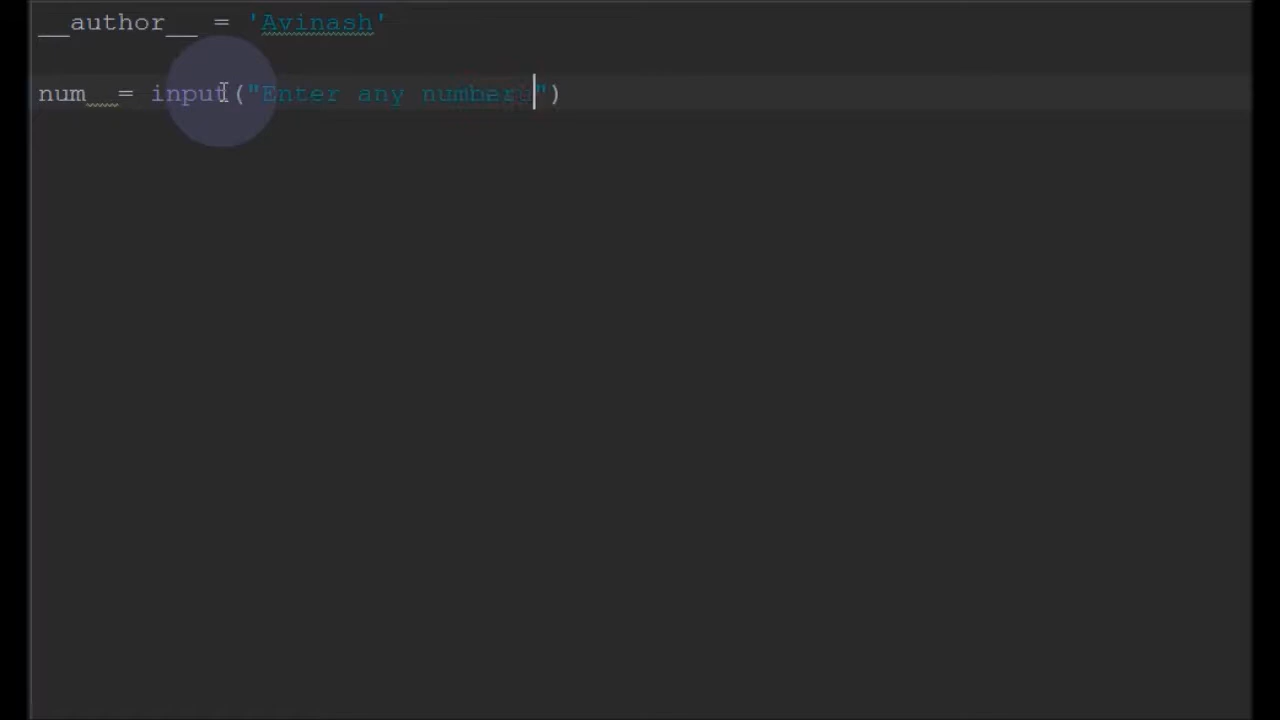 __author__ = 'Avinash'
num  = input("Enter any number ")